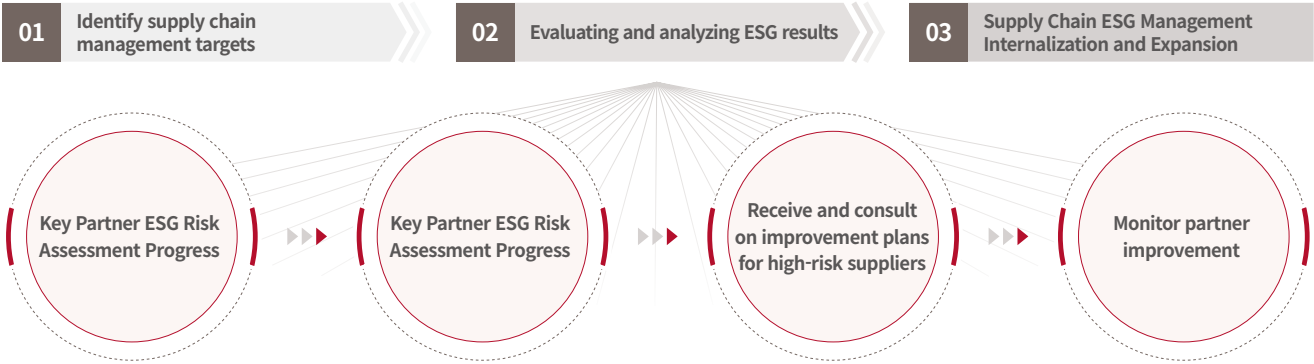 01
Identify supply chain
management targets
02
Evaluating and analyzing ESG results
03
Supply Chain ESG Management
Internalization and Expansion
Key Partner ESG Risk
Assessment Progress
Key Partner ESG Risk
Assessment Progress
Receive and consult
on improvement plans
for high-risk suppliers
Monitor partner
improvement